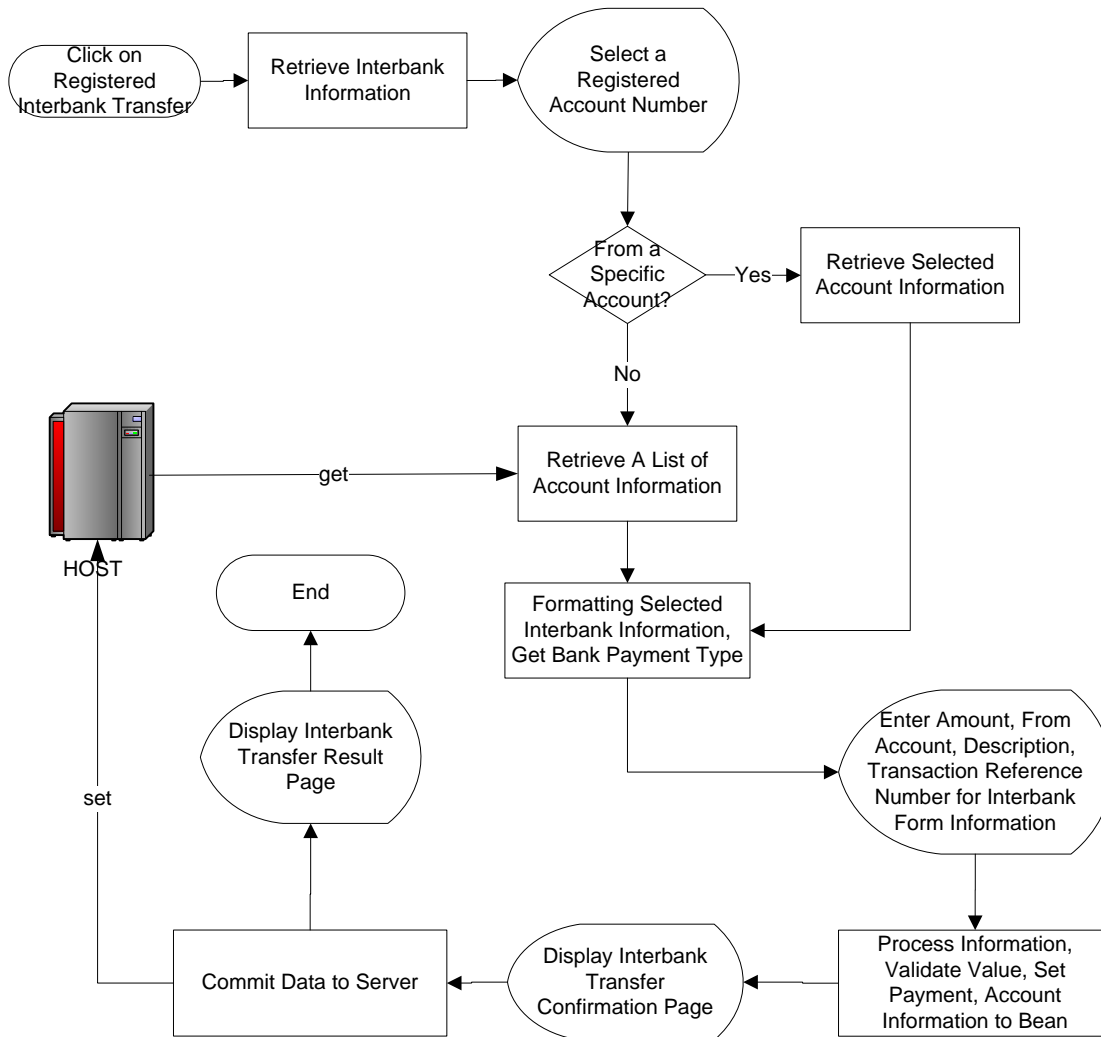 Click on
Registered
Interbank Transfer
Retrieve Interbank
Information
Select a
Registered
Account Number
From a
Specific
Account?
Yes
Retrieve Selected
Account Information
No
HOST
get
Retrieve A List of
Account Information
End
Formatting Selected
Interbank Information,
Get Bank Payment Type
Display Interbank
Transfer Result
Page
Enter Amount, From
Account, Description,
Transaction Reference
Number for Interbank
Form Information
set
Commit Data to Server
Display Interbank
Transfer
Confirmation Page
Process Information,
Validate Value, Set
Payment, Account
Information to Bean